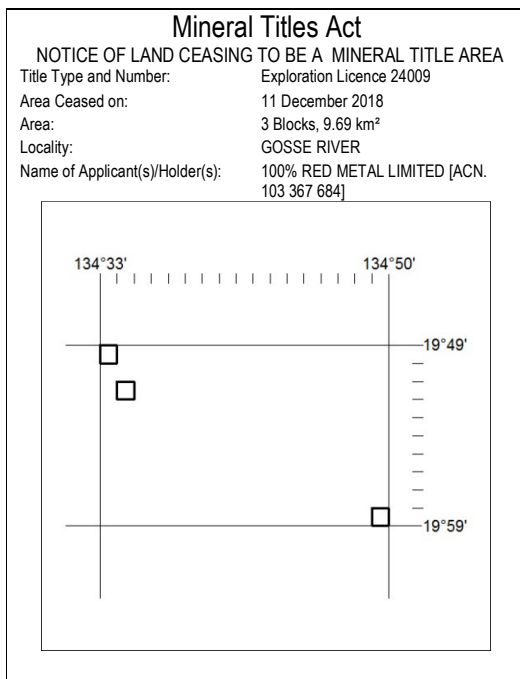 Mineral Titles Act
NOTICE OF LAND CEASING TO BE A MINERAL TITLE AREA
Title Type and Number: Exploration Licence 24009
Area Ceased on: 11 December 2018
Area: 3 Blocks, 9.69 km²
Locality: GOSSE RIVER
Name of Applicant(s)/Holder(s): 100% RED METAL LIMITED [ACN.
103 367 684]
134°33' 134°50'
19°49'
19°59'